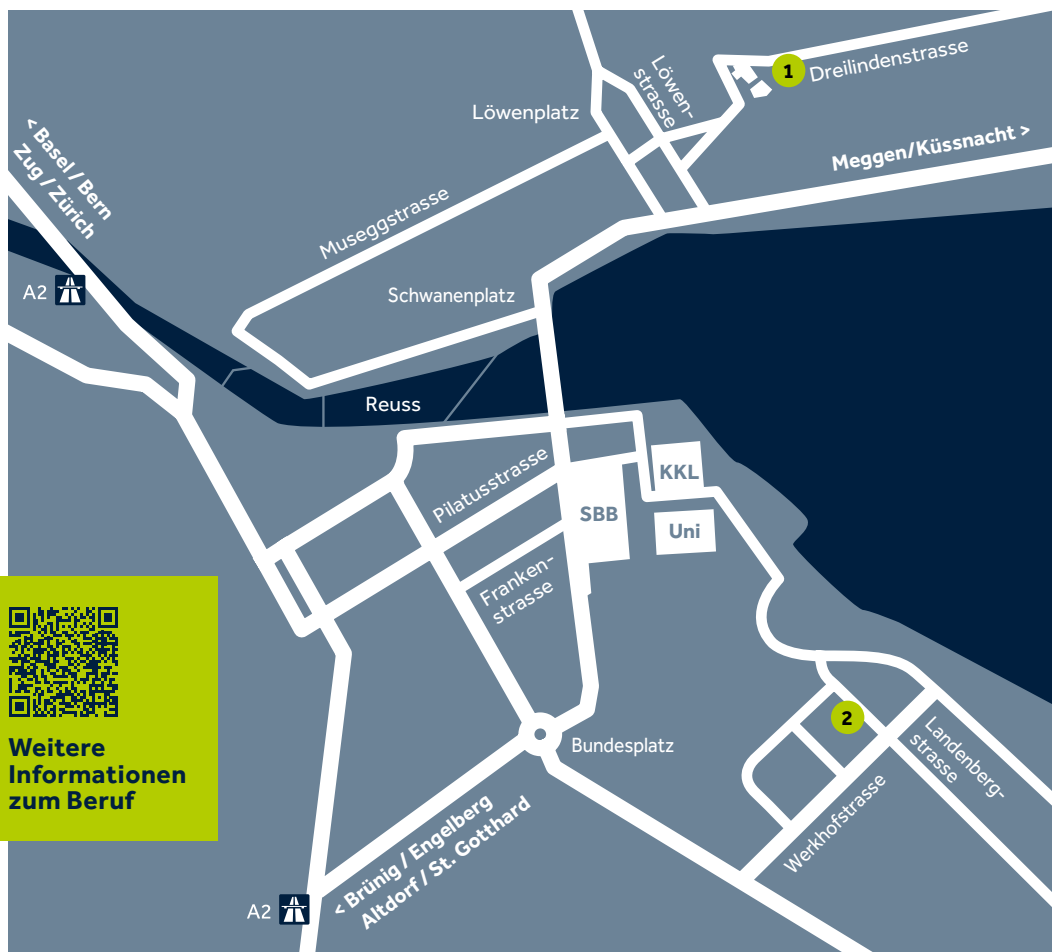 1
Dreilindenstrasse
Löwen-
strasse
Löwenplatz
Meggen/Küssnacht >
< Basel / Bern
Zug / Zürich
Museggstrasse
A2
Schwanenplatz
Reuss
Pilatusstrasse
KKL
SBB
Uni
Franken-
strasse
Weitere
Informationen
zum Beruf
2
Bundesplatz
Landenberg-
strasse
Werkhofstrasse
< Brünig / Engelberg
Altdorf / St. Gotthard
A2